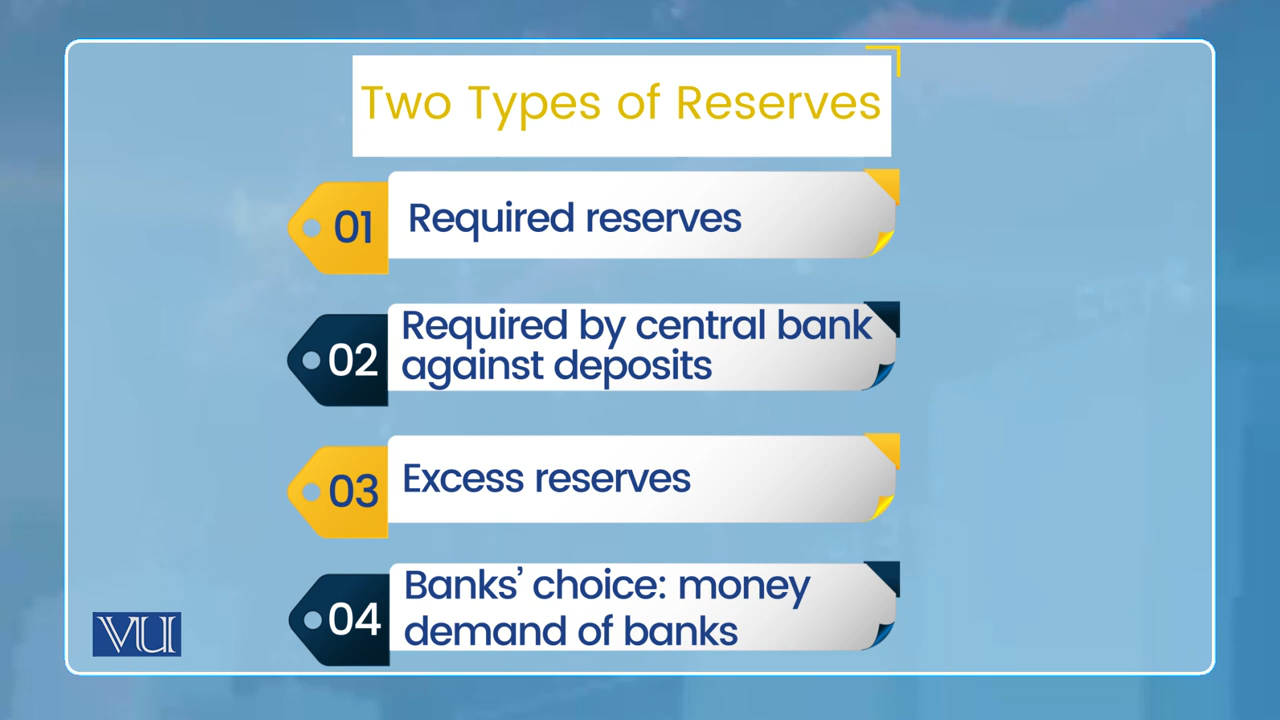 Two Types of Reserves
01
Required reserves
02
Required by central bank
against deposits
03
Excess reserves
04
Banks’ choice: money
demand of banks
VU